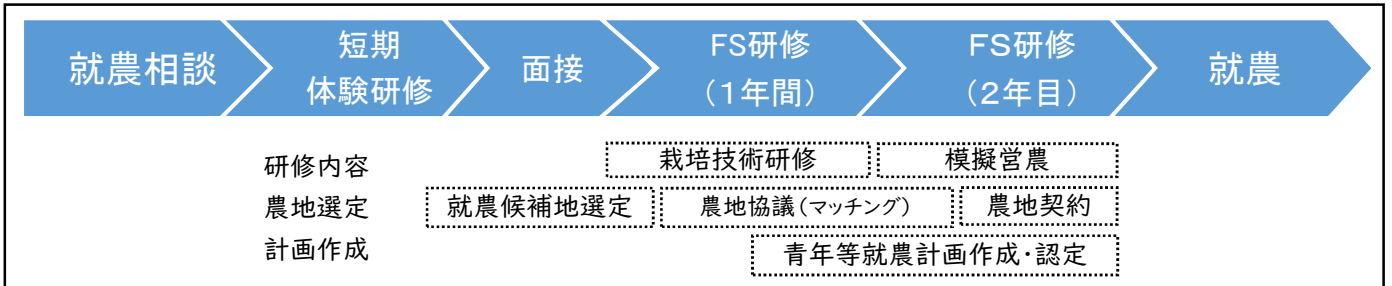 就農相談
短期
体験研修
面接
FS研修
（1年間）
ＦＳ研修
（２年目）
就農
研修内容
栽培技術研修
模擬営農
農地選定
就農候補地選定
農地協議（マッチング）
農地契約
計画作成
青年等就農計画作成・認定